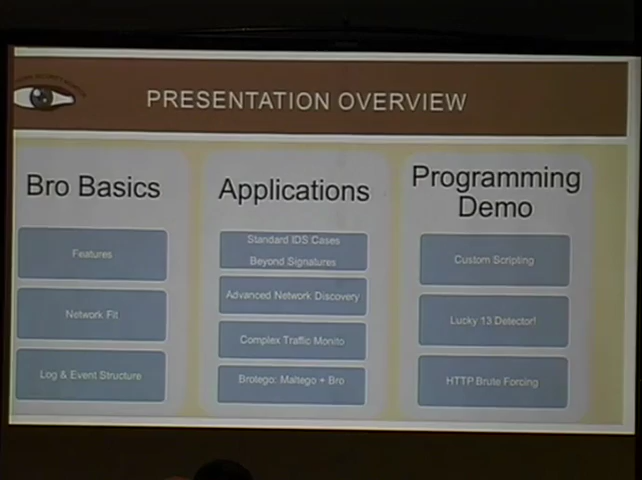 PRESENTATION OVERVIEW
Bro Basics
Features
Network Fit
Log & Event Structure
Applications
Standard IDS Cases
Beyond Signatures
Advanced Network Discovery
Complex Traffic Monito
Brotego: Maltego + Bro
Programming
Demo
Custom Scripting
Lucky 13 Detector!
HTTP Brute Forcing